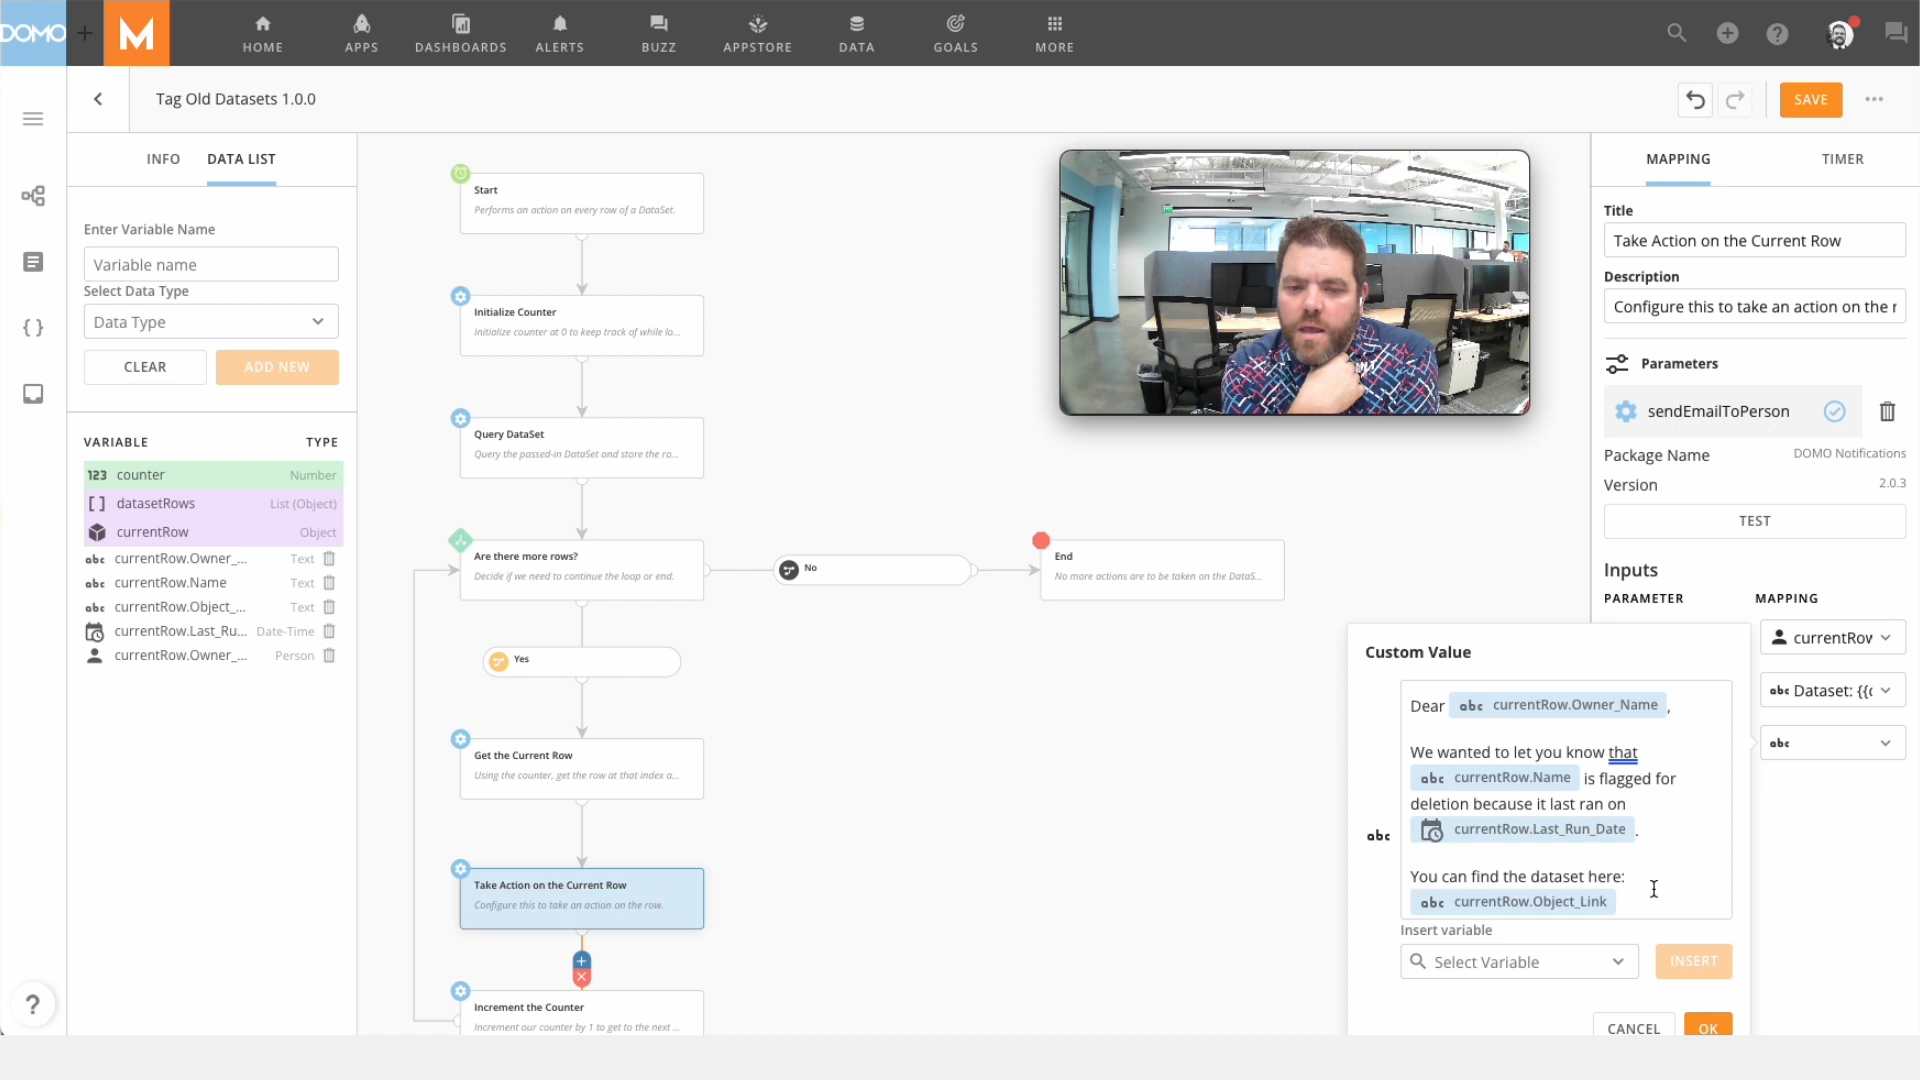 DOMO
HOME
APPS
DASHBOARDS
ALERTS
BUZZ
APPSTORE
DATA
GOALS
MORE
Tag Old Datasets 1.0.0
SAVE
INFO
DATA LIST
Enter Variable Name
Variable name
Select Data Type
Data Type
CLEAR
ADD NEW
VARIABLE TYPE
123 counter Number
[ ] datasetRows List (Object)
currentRow Object
abc currentRow.Owner_... Text
abc currentRow.Name Text
abc currentRow.Object_... Text
currentRow.Last_Ru... Date-Time
currentRow.Owner_... Person
?
Start
Performs an action on every row of a DataSet.
Initialize Counter
Initialize counter at 0 to keep track of while lo...
Query DataSet
Query the passed-in DataSet and store the ro...
Are there more rows?
Decide if we need to continue the loop or end.
No
End
No more actions are to be taken on the DataS...
Yes
Get the Current Row
Using the counter, get the row at that index a...
Take Action on the Current Row
Configure this to take an action on the row.
Increment the Counter
Increment our counter by 1 to get to the next ...
MAPPING
TIMER
Title
Take Action on the Current Row
Description
Configure this to take an action on the r
Parameters
sendEmailToPerson
Package Name DOMO Notifications
Version 2.0.3
TEST
Inputs
PARAMETER MAPPING
currentRow
abc Dataset: {{c
abc
Custom Value
abc
Dear abc currentRow.Owner_Name ,
We wanted to let you know that
abc currentRow.Name is flagged for
deletion because it last ran on
currentRow.Last_Run_Date .
You can find the dataset here:
abc currentRow.Object_Link
Insert variable
Select Variable
INSERT
CANCEL
OK